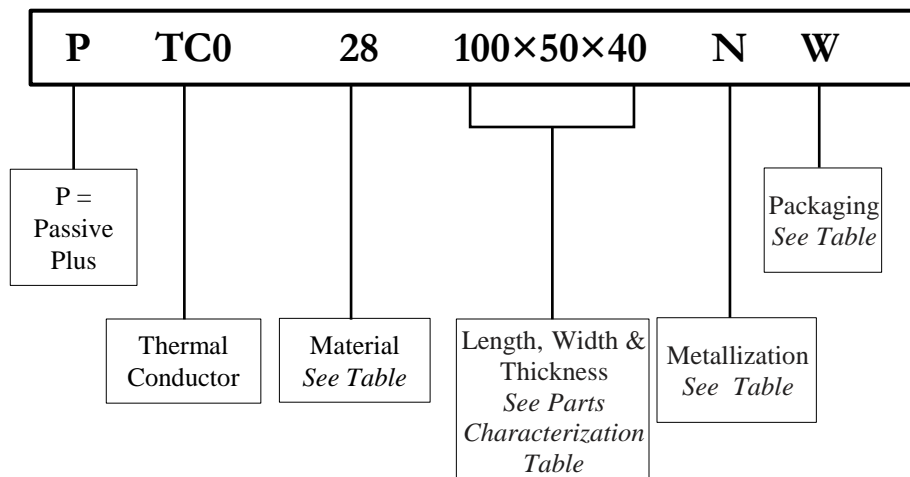 P TC0 28 100×50×40 N W
P =
Passive
Plus
Packaging
See Table
Thermal
Conductor
Material
See Table
Length, Width &
Thickness
See Parts
Characterization
Table
Metallization
See Table